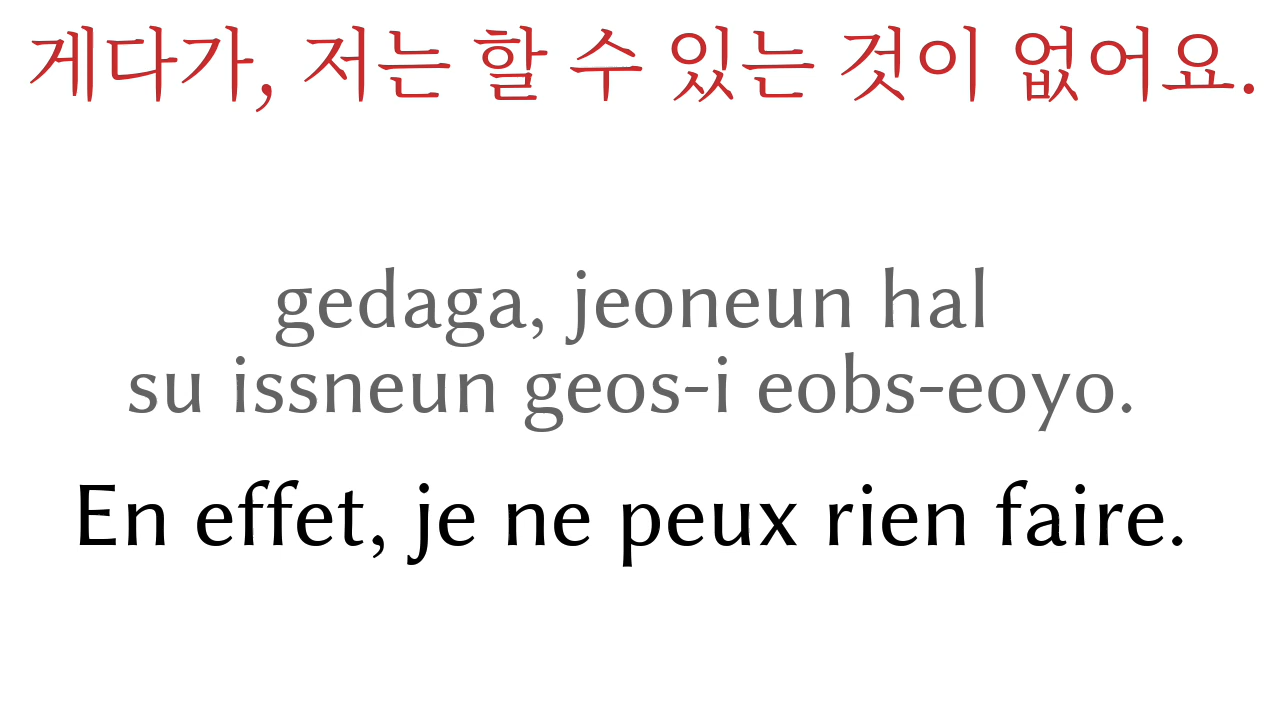 게다가, 저는 할 수 있는 것이 없어요.
gedaga, jeoneun hal
su issneun geos-i eobs-eoyo.
En effet, je ne peux rien faire.